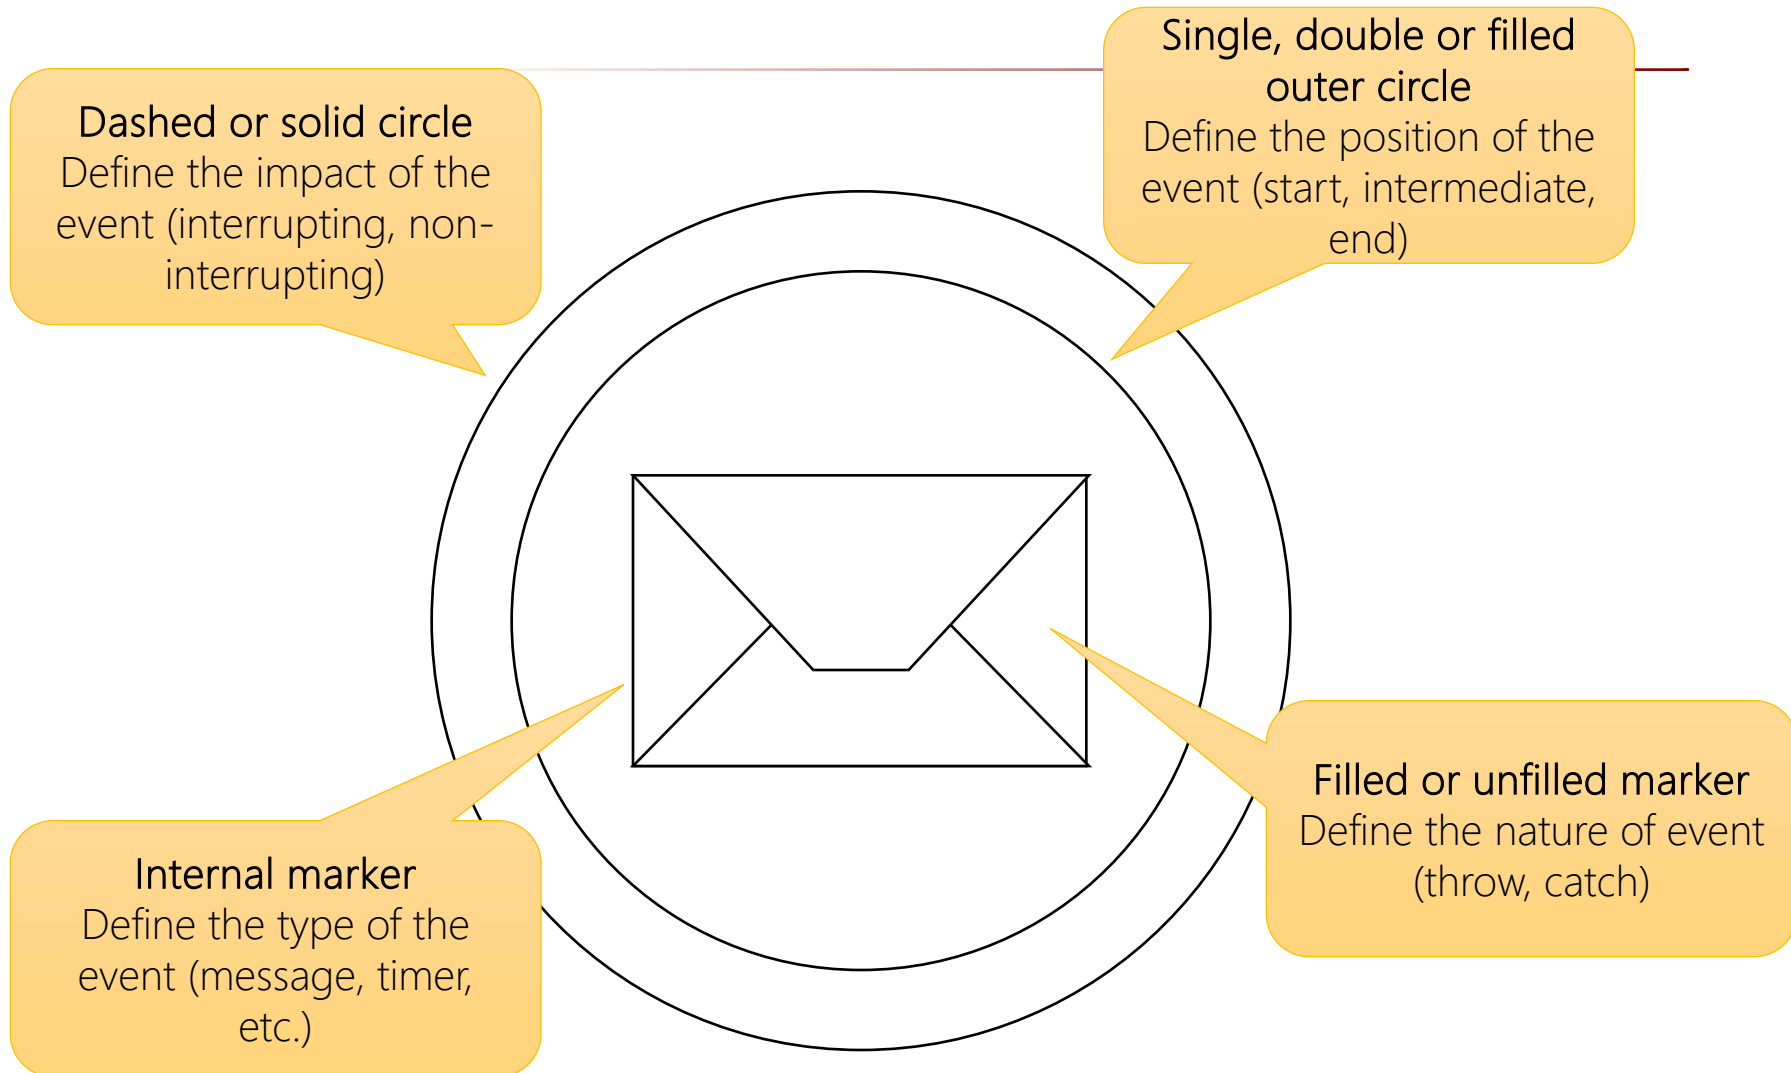 Dashed or solid circle
Define the impact of the
event (interrupting, non-
interrupting)
Single, double or filled
outer circle
Define the position of the
event (start, intermediate,
end)
Internal marker
Define the type of the
event (message, timer,
etc.)
Filled or unfilled marker
Define the nature of event
(throw, catch)